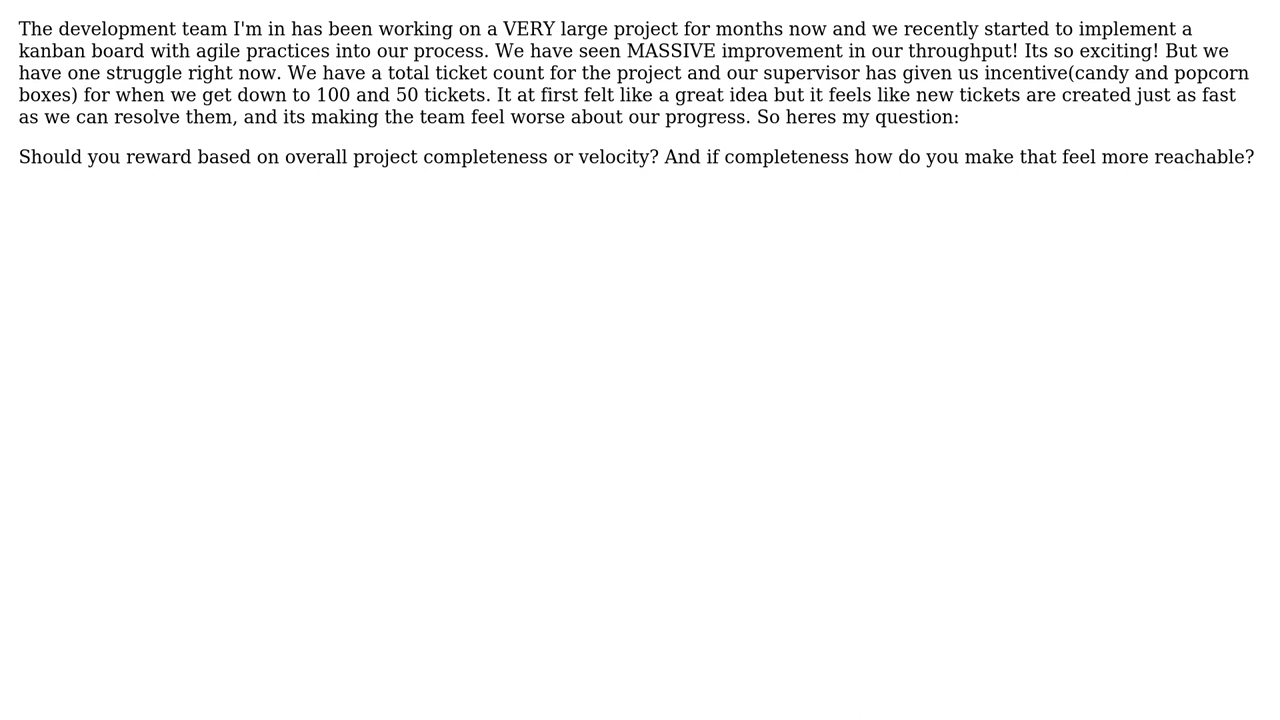 The development team I'm in has been working on a VERY large project for months now and we recently started to implement a
kanban board with agile practices into our process. We have seen MASSIVE improvement in our throughput! Its so exciting! But we
have one struggle right now. We have a total ticket count for the project and our supervisor has given us incentive(candy and popcorn
boxes) for when we get down to 100 and 50 tickets. It at first felt like a great idea but it feels like new tickets are created just as fast
as we can resolve them, and its making the team feel worse about our progress. So heres my question:
Should you reward based on overall project completeness or velocity? And if completeness how do you make that feel more reachable?